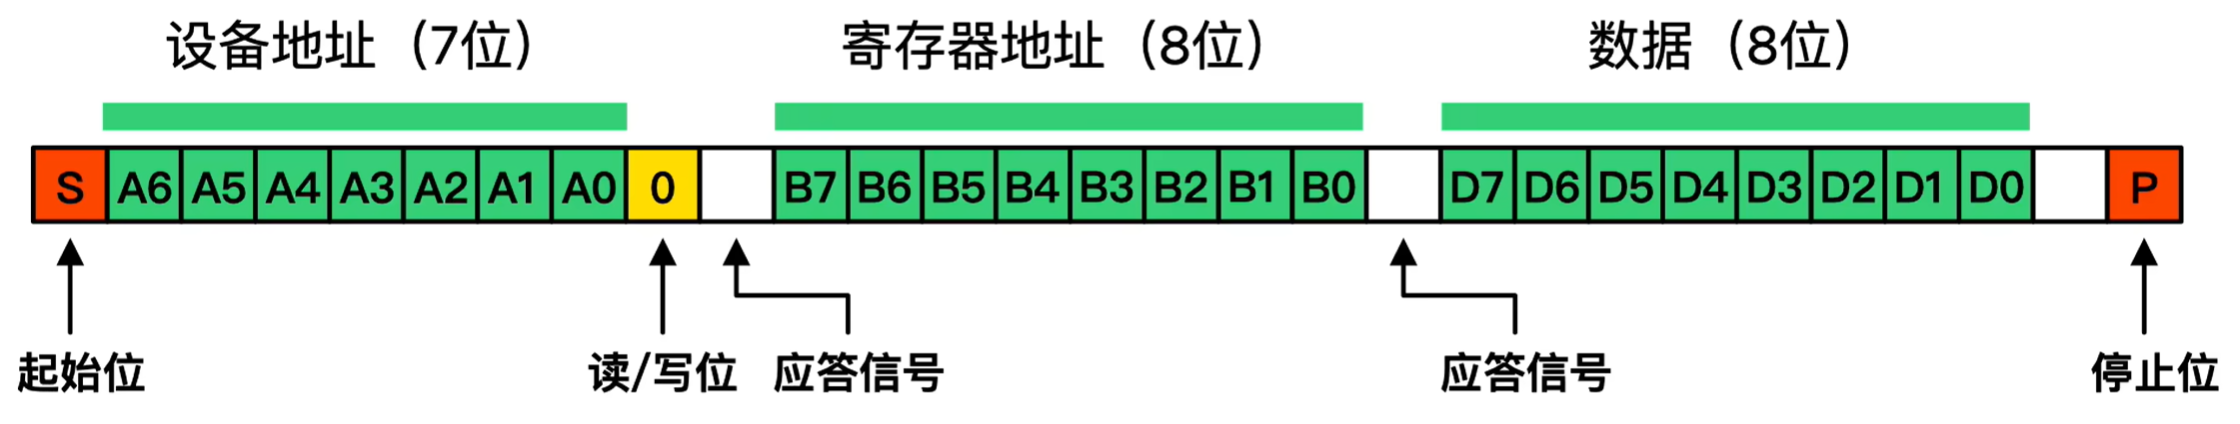 设备地址（7位） 寄存器地址（8位） 数据（8位）
S A6 A5 A4 A3 A2 A1 A0 0 B7 B6 B5 B4 B3 B2 B1 B0 D7 D6 D5 D4 D3 D2 D1 D0 P
起始位 读/写位 应答信号 应答信号 停止位